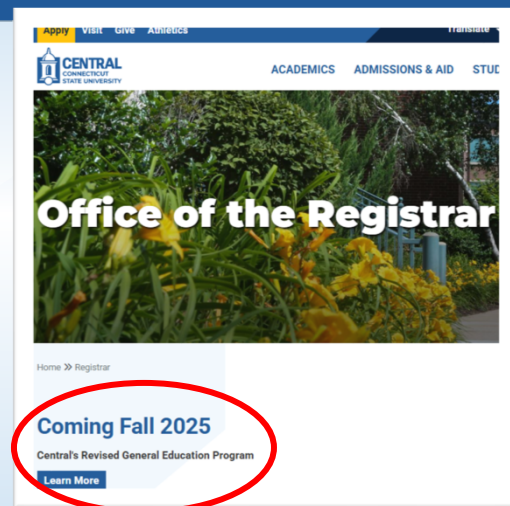 Apply Visit Give Athletics Translate
CENTRAL
CONNECTICUT
STATE UNIVERSITY
ACADEMICS ADMISSIONS & AID STUD
Office of the Registrar
Home >> Registrar
Coming Fall 2025
Central's Revised General Education Program
Learn More